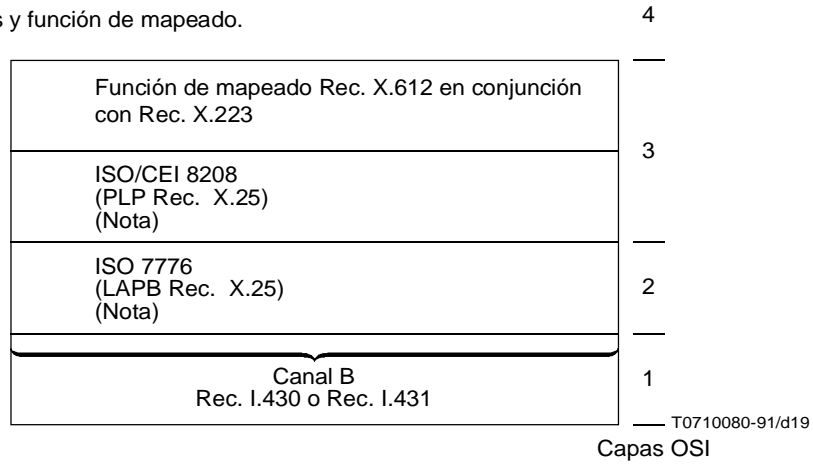 s y función de mapeado.
4
Función de mapeado Rec. X.612 en conjunción
con Rec. X.223
3
ISO/CEI 8208
(PLP Rec. X.25)
(Nota)
ISO 7776
(LAPB Rec. X.25)
(Nota)
2
Canal B
Rec. I.430 o Rec. I.431
1
T0710080-91/d19
Capas OSI